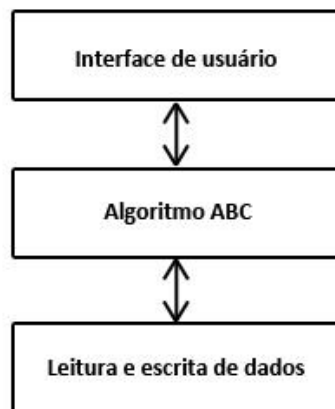 Interface de usuário
Algoritmo ABC
Leitura e escrita de dados